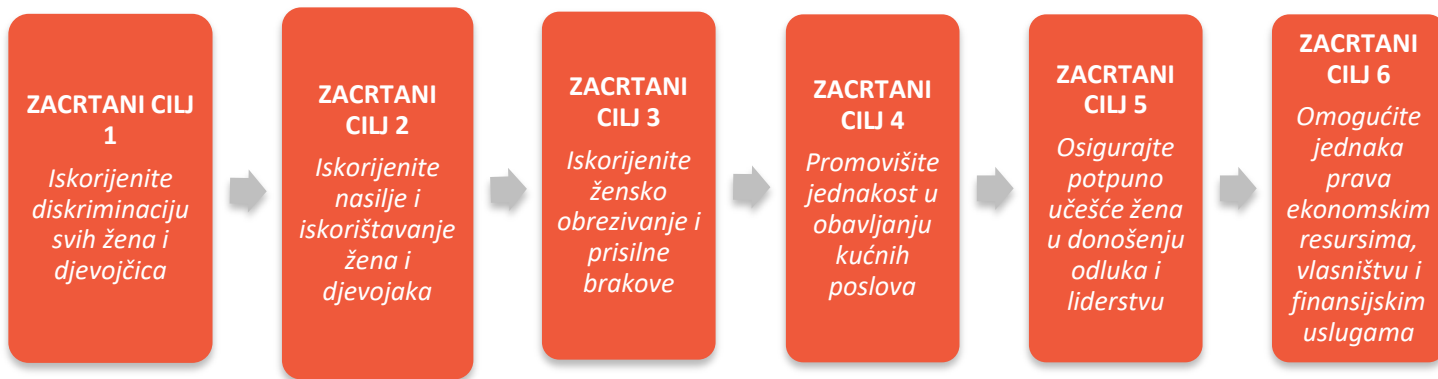 ZACRTANI CILJ
1
Iskorijenite
diskriminaciju
svih žena i
djevojčica
ZACRTANI
CILJ 2
Iskorijenite
nasilje i
iskorištavanje
žena i
djevojaka
ZACRTANI
CILJ 3
Iskorijenite
žensko
obrezivanje i
prisilne
brakove
ZACRTANI
CILJ 4
Promovišite
jednakost u
obavljanju
kućnih
poslova
ZACRTANI
CILJ 5
Osigurajte
potpuno
učešće žena
u donošenju
odluka i
liderstvu
ZACRTANI
CILJ 6
Omogućite
jednaka
prava
ekonomskim
resursima,
vlasništvu i
finansijskim
uslugama